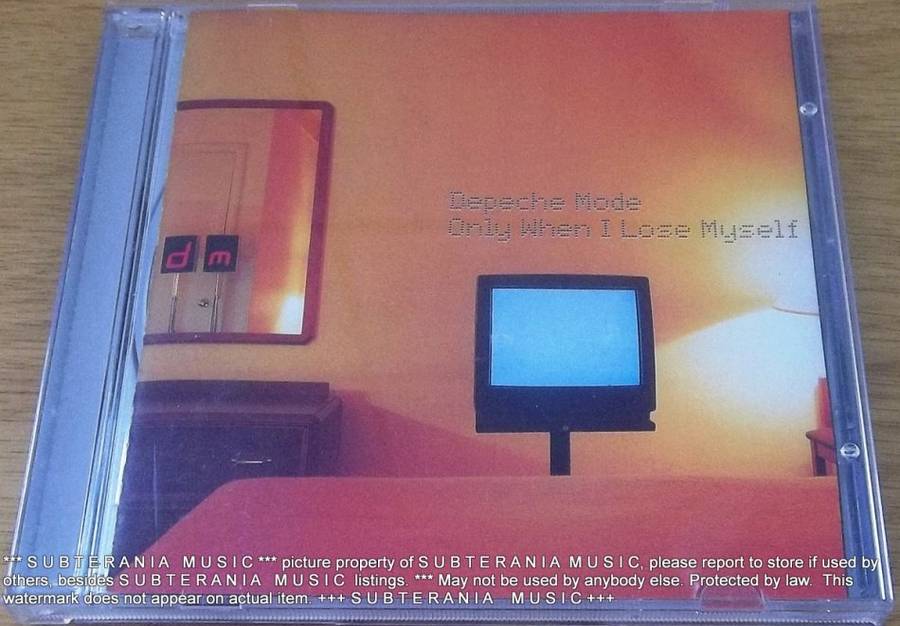 Depeche Mode
Only When I Lose Myself
d m
*** S U B T E R A N I A M U S I C *** picture property of S U B T E R A N I A M U S I C, please report to store if used by
others, besides S U B T E R A N I A M U S I C listings. *** May not be used by anybody else. Protected by law. This
watermark does not appear on actual item. +++ S U B T E R A N I A M U S I C +++